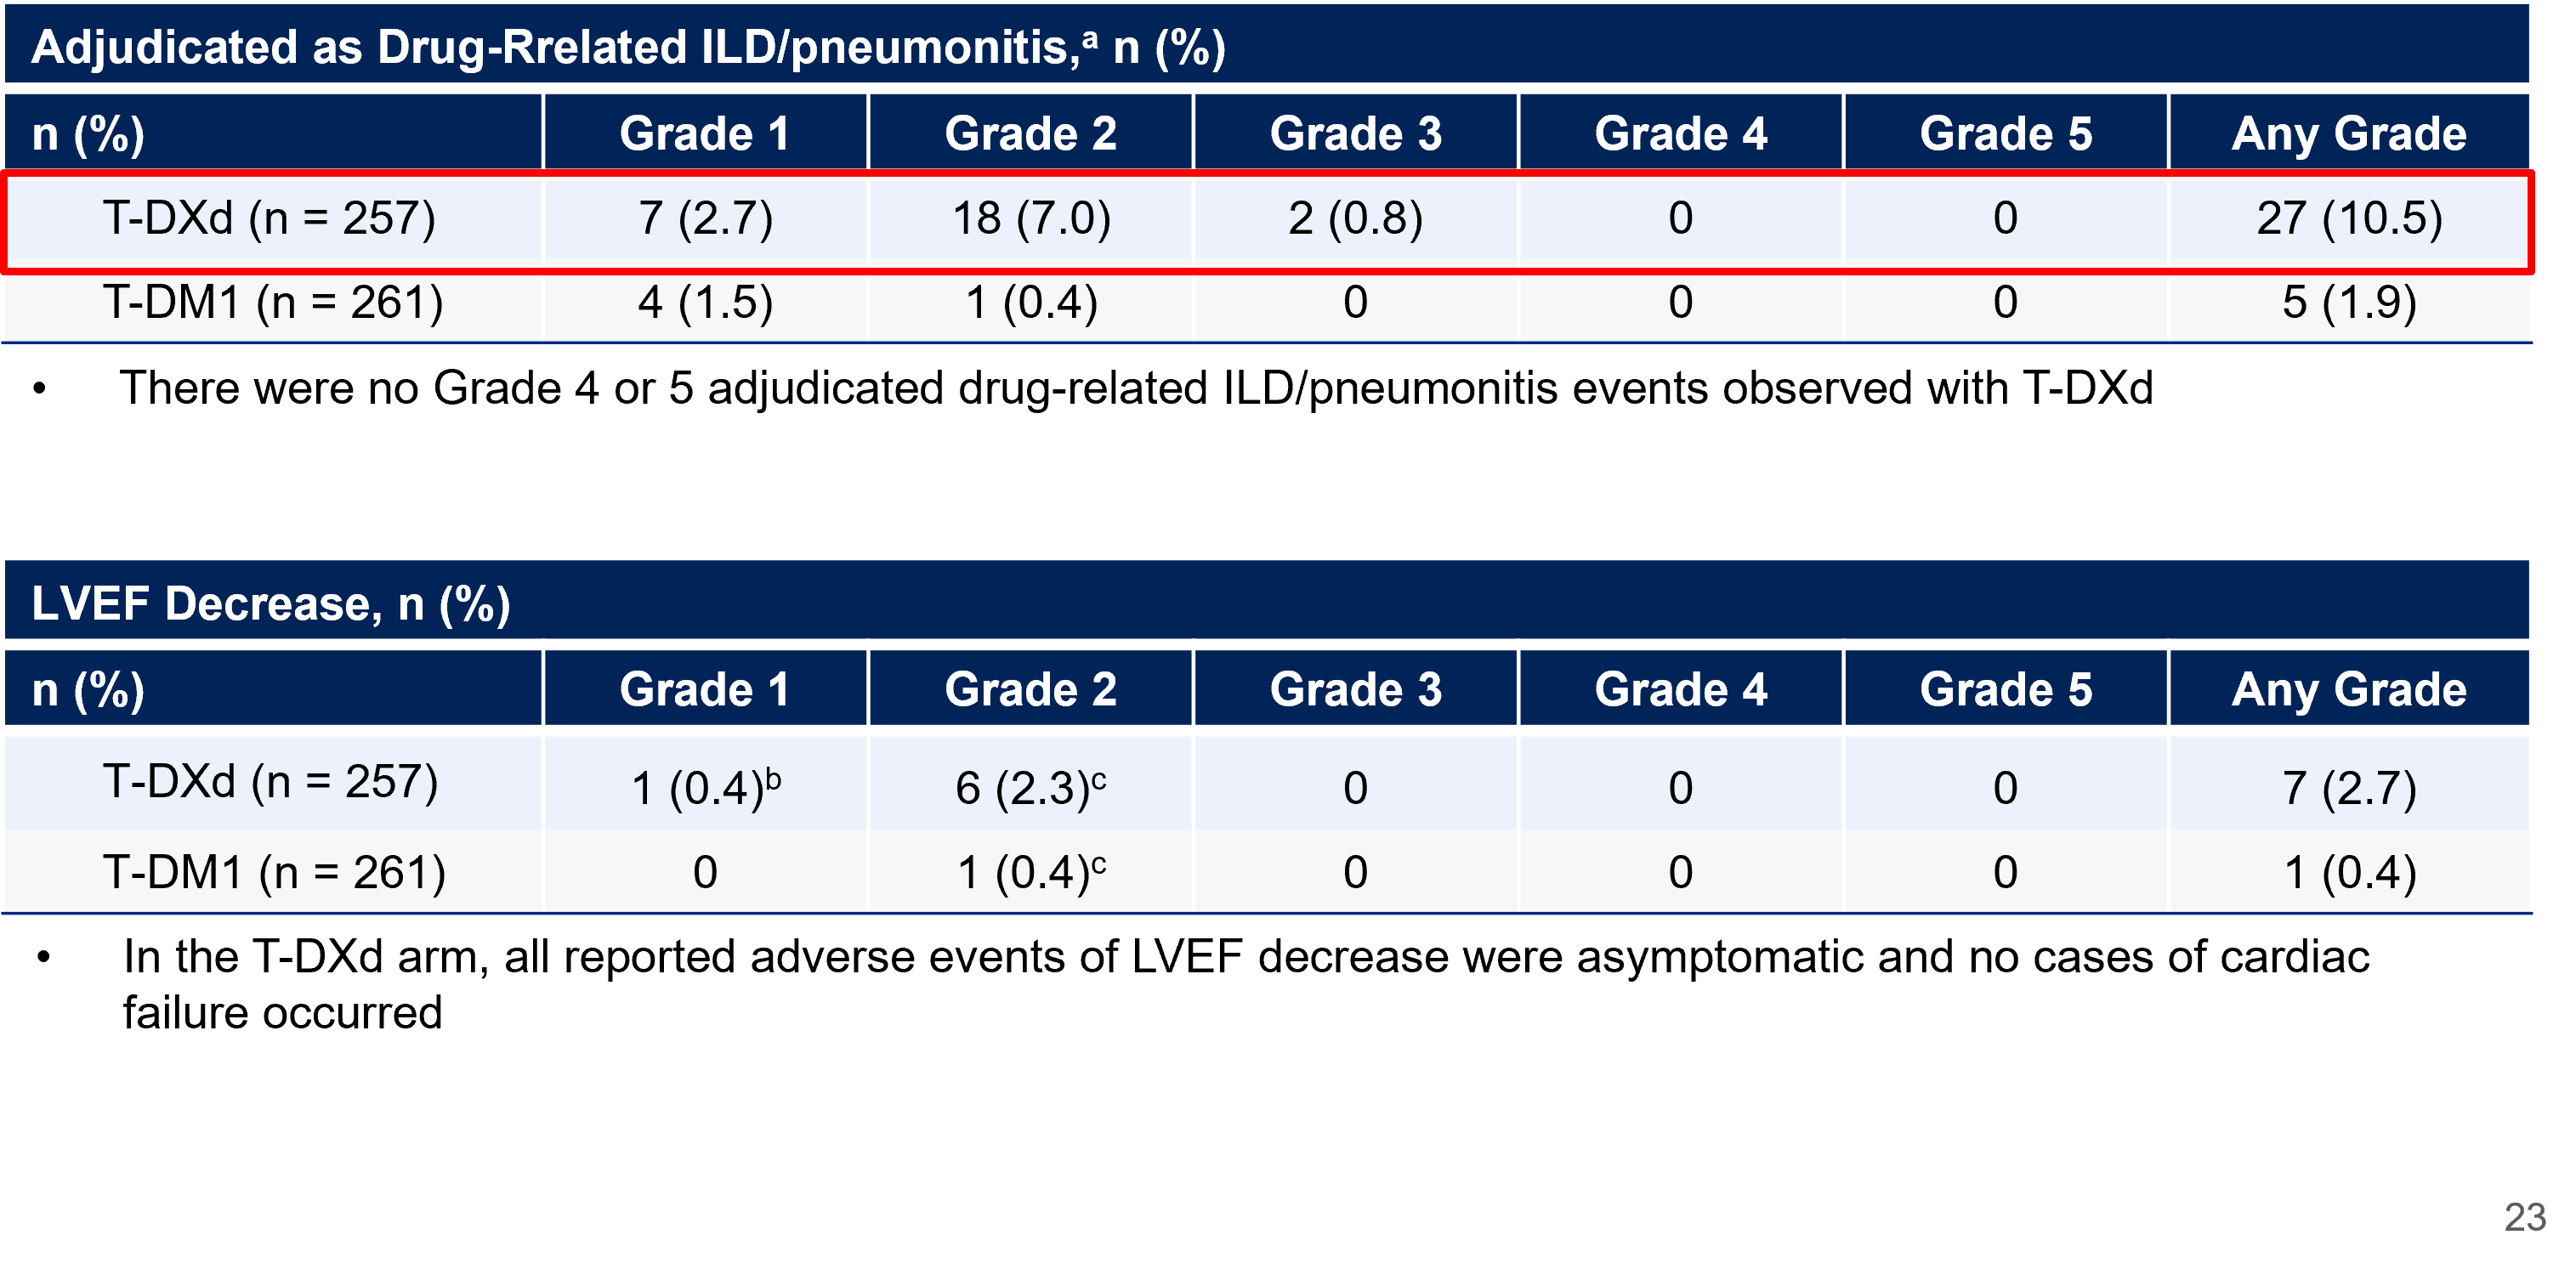 Adjudicated as Drug-Rrelated ILD/pneumonitis,ᵃ n (%)
n (%) Grade 1 Grade 2 Grade 3 Grade 4 Grade 5 Any Grade
T-DXd (n = 257) 7 (2.7) 18 (7.0) 2 (0.8) 0 0 27 (10.5)
T-DM1 (n = 261) 4 (1.5) 1 (0.4) 0 0 0 5 (1.9)
• There were no Grade 4 or 5 adjudicated drug-related ILD/pneumonitis events observed with T-DXd
LVEF Decrease, n (%)
n (%) Grade 1 Grade 2 Grade 3 Grade 4 Grade 5 Any Grade
T-DXd (n = 257) 1 (0.4)ᵇ 6 (2.3)ᶜ 0 0 0 7 (2.7)
T-DM1 (n = 261) 0 1 (0.4)ᶜ 0 0 0 1 (0.4)
• In the T-DXd arm, all reported adverse events of LVEF decrease were asymptomatic and no cases of cardiac
failure occurred
23